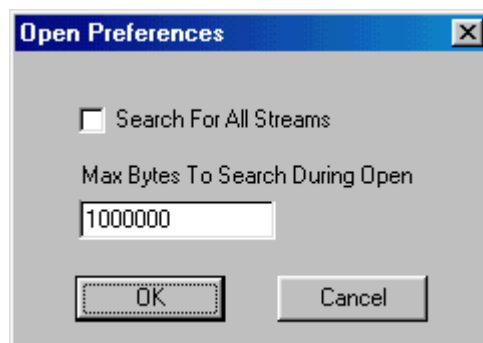 Open Preferences
Search For All Streams
Max Bytes To Search During Open
1000000
OK Cancel